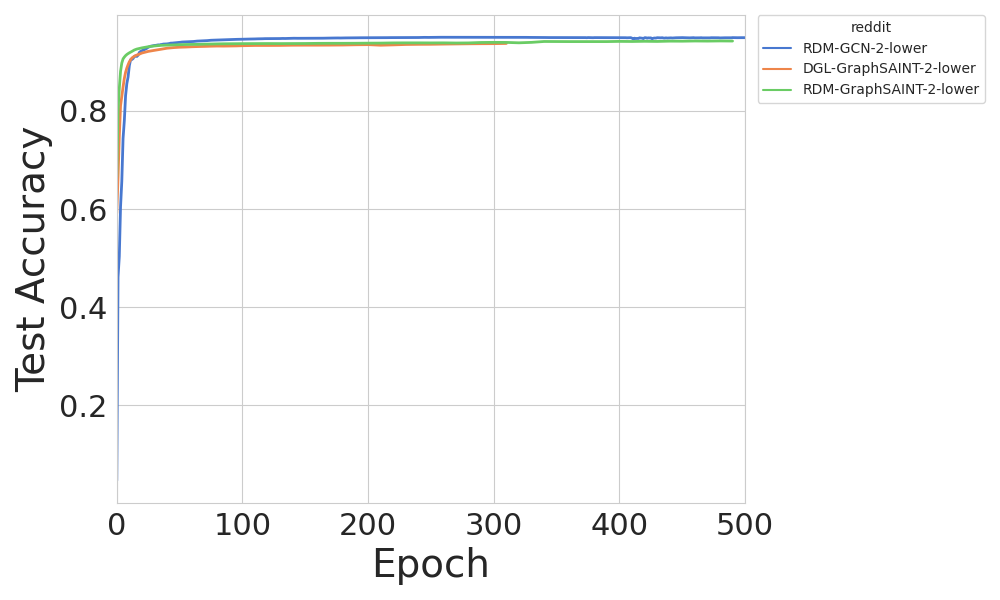 reddit
RDM-GCN-2-lower
DGL-GraphSAINT-2-lower
RDM-GraphSAINT-2-lower
Test Accuracy
0.8
0.6
0.4
0.2
0 100 200 300 400 500
Epoch